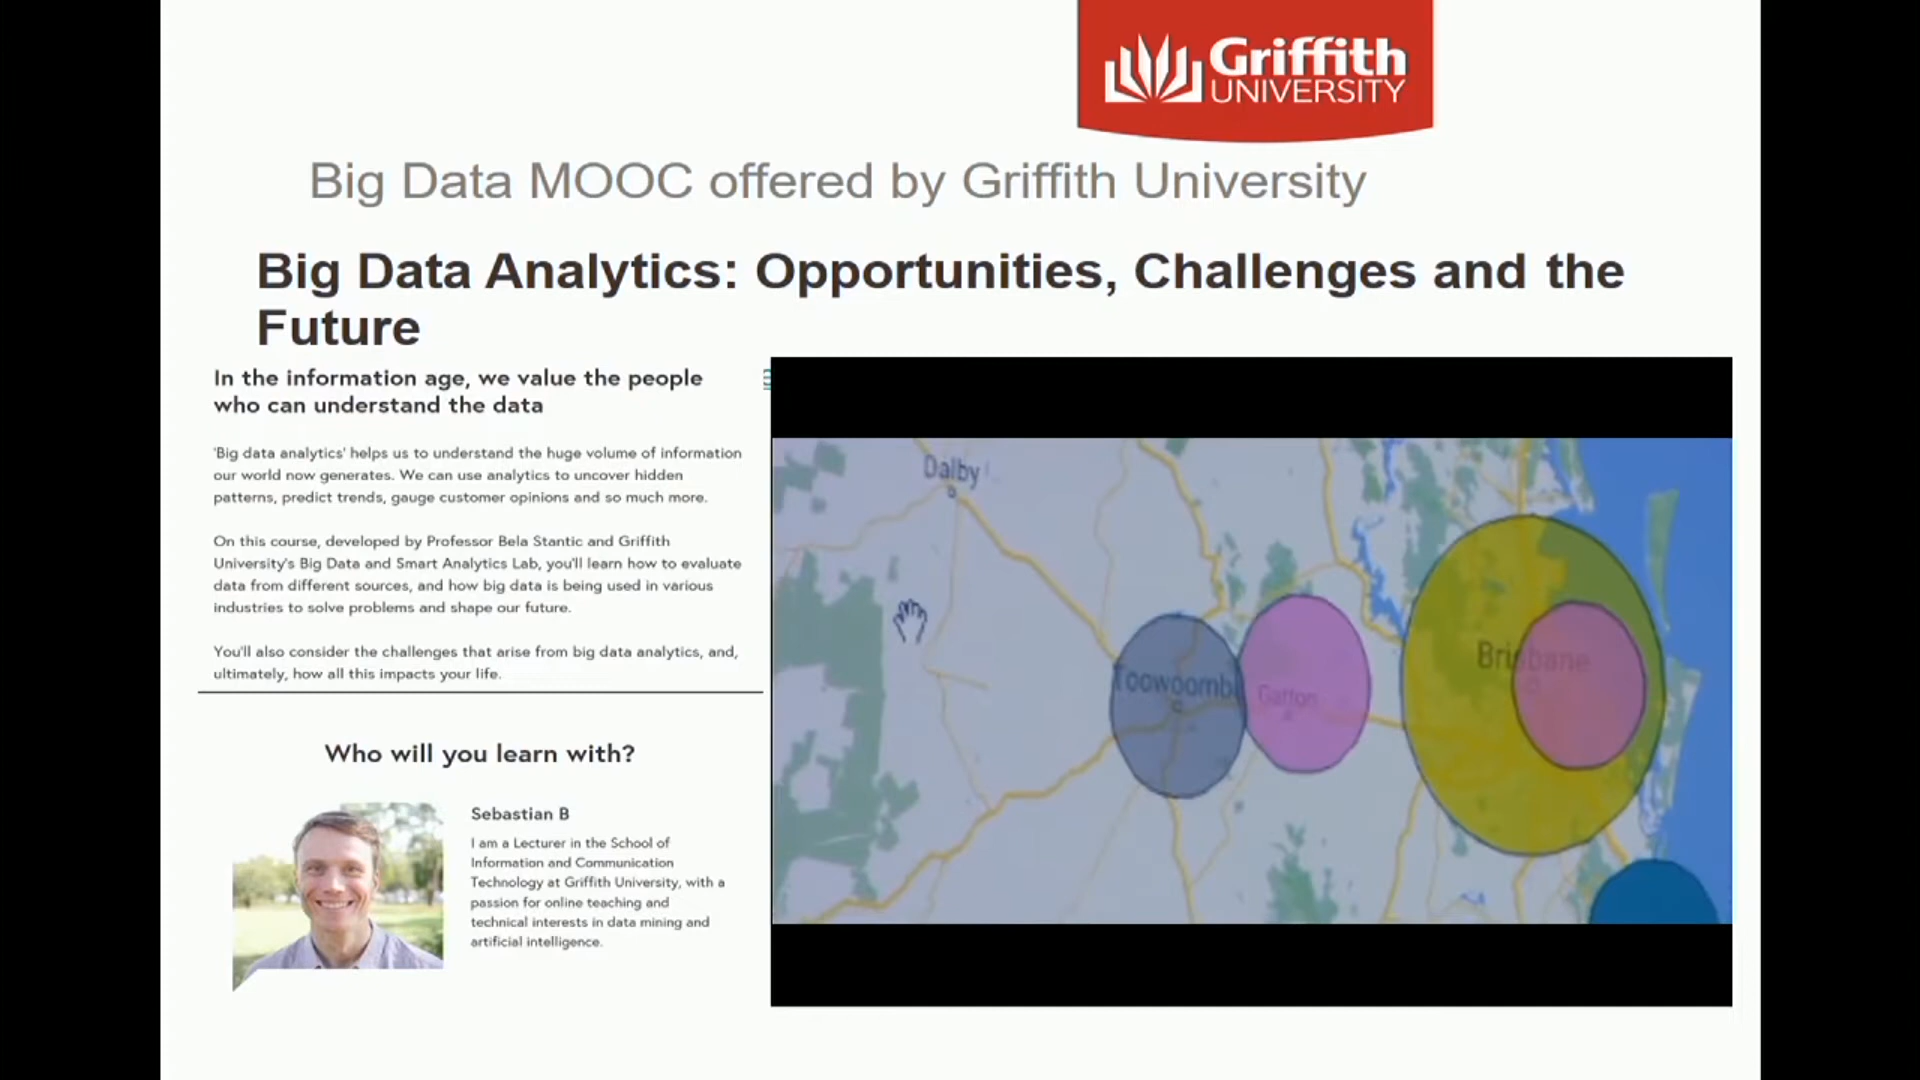 Griffith
UNIVERSITY
Big Data MOOC offered by Griffith University
Big Data Analytics: Opportunities, Challenges and the
Future
In the information age, we value the people
who can understand the data
'Big data analytics' helps us to understand the huge volume of information
our world now generates. We can use analytics to uncover hidden
patterns, predict trends, gauge customer opinions and so much more.
On this course, developed by Professor Bela Stantic and Griffith
University's Big Data and Smart Analytics Lab, you'll learn how to evaluate
data from different sources, and how big data is being used in various
industries to solve problems and shape our future.
You'll also consider the challenges that arise from big data analytics, and,
ultimately, how all this impacts your life.
Who will you learn with?
Sebastian B
I am a Lecturer in the School of
Information and Communication
Technology at Griffith University, with a
passion for online teaching and
technical interests in data mining and
artificial intelligence.
Dalby
Toowoomb
Gatton
Brisbane